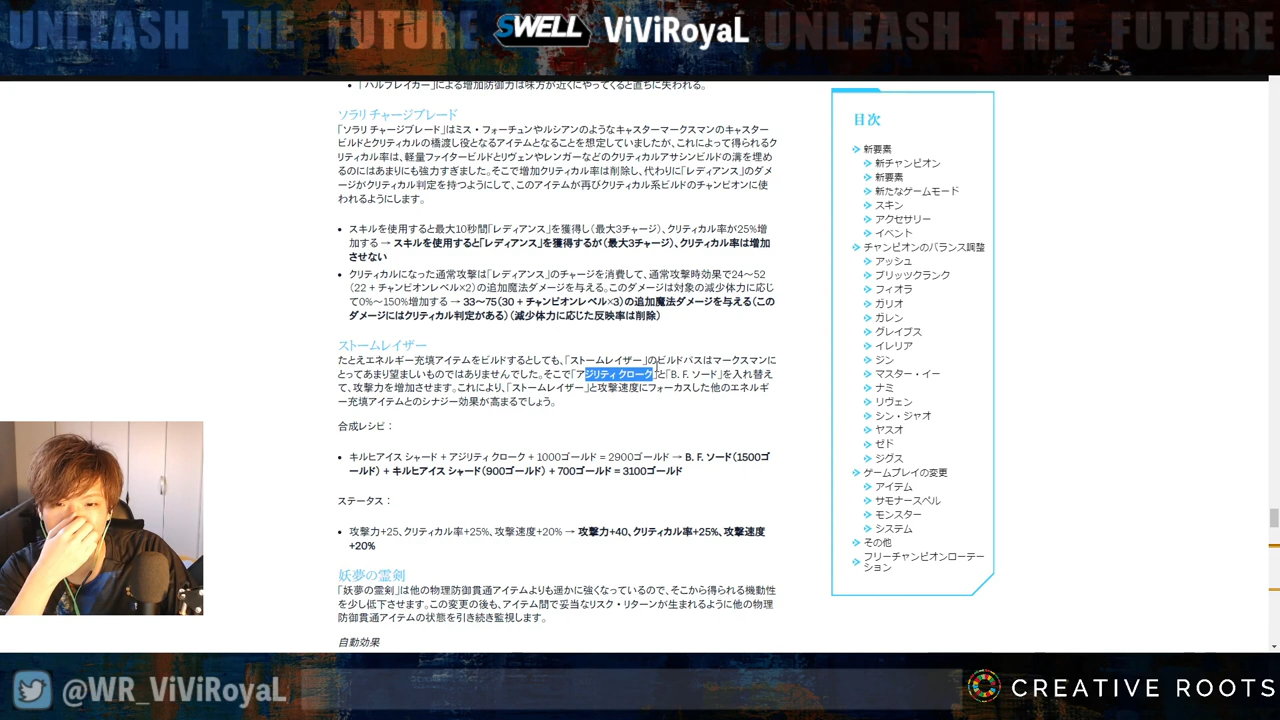 UNLEASH THE FUTURE
SWELL
ViViRoyaL
UNLEASH THE FUTURE
・「ハルブレイカー」による増加防御力は味方が近くにやってくると直ちに失われる。
ソラリ チャージブレード
「ソラリ チャージブレード」はミス・フォーチュンやルシアンのようなキャスターマークスマンのキャスター
ビルドとクリティカルの橋渡し役となるアイテムとなることを想定していましたが、これによって得られるク
リティカル率は、軽量ファイタービルドとリヴェンやレンガーなどのクリティカルアサシンビルドの溝を埋め
るのにはあまりにも強力すぎました。そこで増加クリティカル率は削除し、代わりに「レディアンス」のダメ
ージがクリティカル判定を持つようにして、このアイテムが再びクリティカル系ビルドのチャンピオンに使
われるようにします。
・スキルを使用すると最大10秒間「レディアンス」を獲得し（最大3チャージ）、クリティカル率が25%増
加する → スキルを使用すると「レディアンス」を獲得するが（最大3チャージ）、クリティカル率は増加
させない
・クリティカルになった通常攻撃は「レディアンス」のチャージを消費して、通常攻撃時効果で24～52
（22 + チャンピオンレベル×2）の追加魔法ダメージを与える。このダメージは対象の減少体力に応じ
て0%～150%増加する → 33～75（30 + チャンピオンレベル×3）の追加魔法ダメージを与える（この
ダメージにはクリティカル判定がある）（減少体力に応じた反映率は削除）
ストームレイザー
たとえエネルギー充填アイテムをビルドするとしても、「ストームレイザー」のビルドパスはマークスマンに
とってあまり望ましいものではありませんでした。そこで「アジリティ クローク」と「B. F. ソード」を入れ替え
て、攻撃力を増加させます。これにより、「ストームレイザー」と攻撃速度にフォーカスした他のエネルギ
ー充填アイテムとのシナジー効果が高まるでしょう。
合成レシピ：
・キルヒアイス シャード + アジリティ クローク + 1000ゴールド = 2900ゴールド → B. F. ソード（1500ゴ
ールド） + キルヒアイス シャード（900ゴールド） + 700ゴールド = 3100ゴールド
ステータス：
・攻撃力+25、クリティカル率+25%、攻撃速度+20% → 攻撃力+40、クリティカル率+25%、攻撃速度
+20%
妖夢の霊剣
「妖夢の霊剣」は他の物理防御貫通アイテムよりも遥かに強くなっているので、そこから得られる機動性
を少し低下させます。この変更の後も、アイテム間で妥当なリスク・リターンが生まれるように他の物理
防御貫通アイテムの状態を引き続き監視します。
自動効果
目次
新要素
新チャンピオン
新要素
新たなゲームモード
スキン
アクセサリー
イベント
チャンピオンのバランス調整
アッシュ
ブリッツクランク
フィオラ
ガリオ
ガレン
グレイブス
イレリア
ジン
マスター・イー
ナミ
リヴェン
シン・ジャオ
ヤスオ
ゼド
ジグス
ゲームプレイの変更
アイテム
サモナースペル
モンスター
システム
その他
フリーチャンピオンローテー
ション
@WR_ViViRoyaL
CREATIVE ROOTS